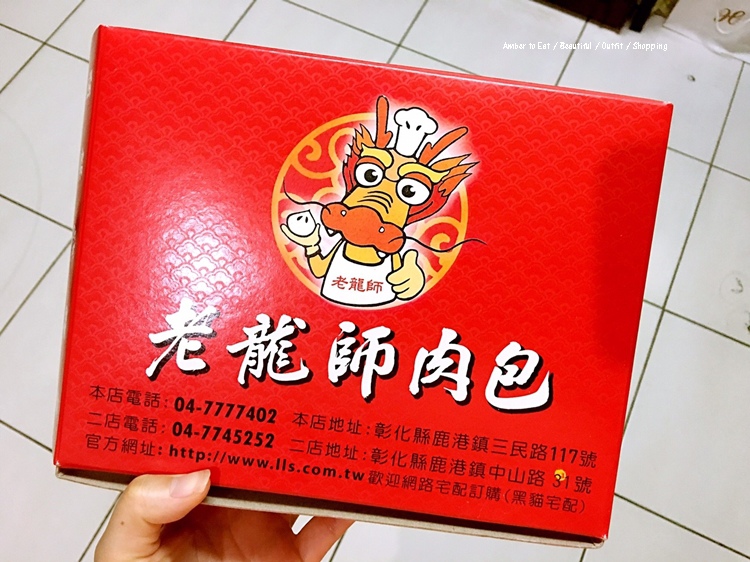 Amber to Eat / Beautiful / Outfit / Shopping
老龍師
老龍師肉包
本店電話：04-7777402 本店地址：彰化縣鹿港鎮三民路117號
二店電話：04-7745252 二店地址：彰化縣鹿港鎮中山路 31號
官方網址：http://www.lls.com.tw 歡迎網路宅配訂購(黑貓宅配)